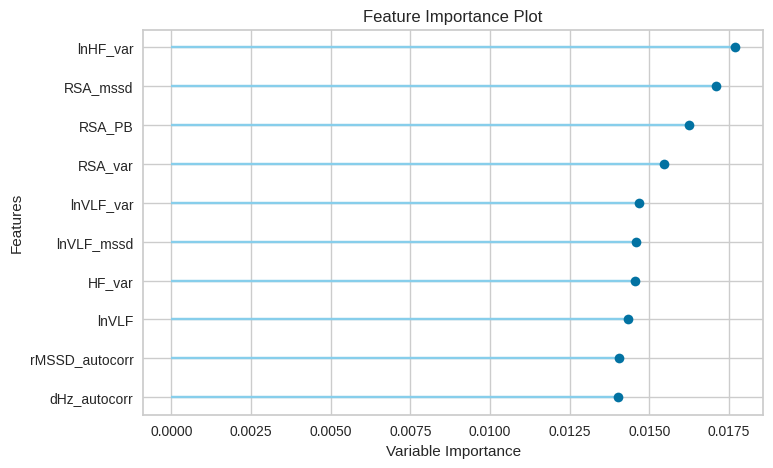 Feature Importance Plot
Features
lnHF_var
RSA_mssd
RSA_PB
RSA_var
lnVLF_var
lnVLF_mssd
HF_var
lnVLF
rMSSD_autocorr
dHz_autocorr
0.0000 0.0025 0.0050 0.0075 0.0100 0.0125 0.0150 0.0175
Variable Importance